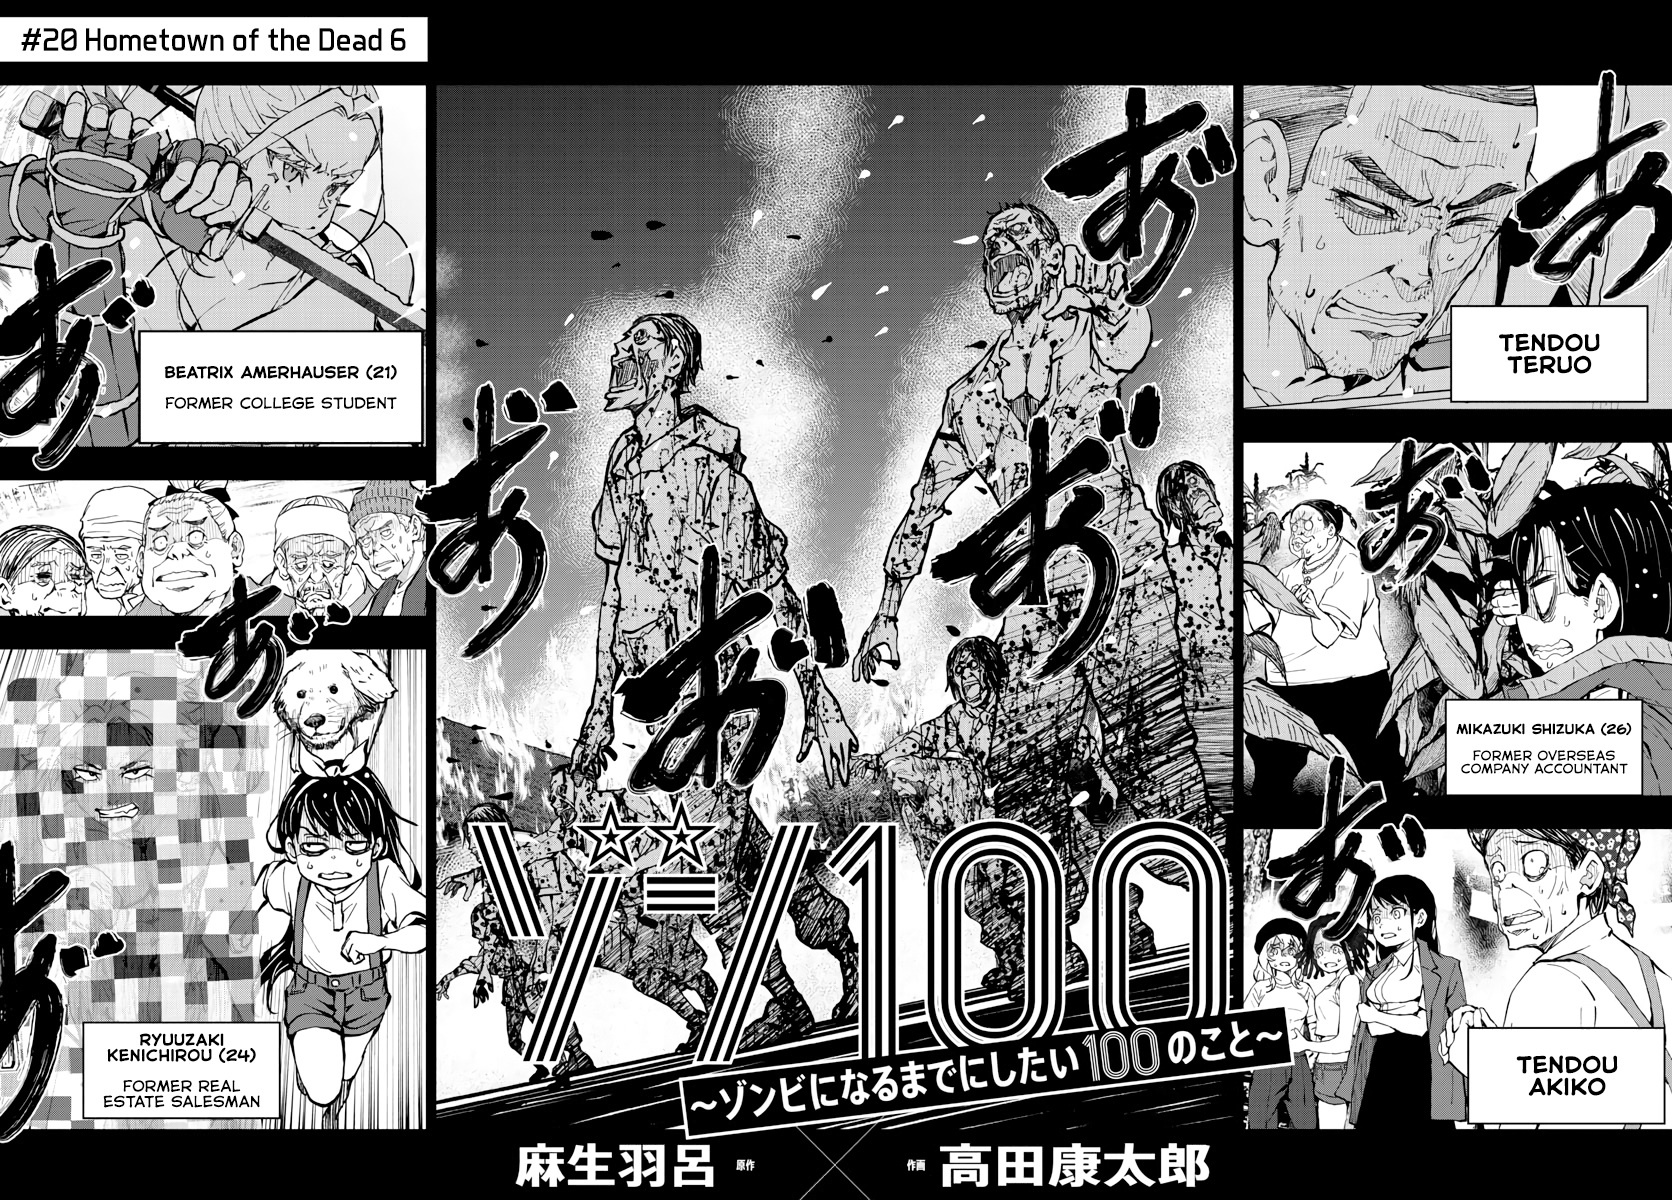 #20 Hometown of the Dead 6
あ゛
TENDOU
TERUO
あ゛
MIKAZUKI SHIZUKA (26)
FORMER OVERSEAS
COMPANY ACCOUNTANT
あ゛
TENDOU
AKIKO
あ゛
あ゛
あ゛
あ゛
ゾン100
～ゾンビになるまでにしたい100のこと～
麻生羽呂
原作
作画
高田康太郎
あ゛
BEATRIX AMERHAUSER (21)
FORMER COLLEGE STUDENT
あ゛
あ゛
RYUUZAKI
KENICHIROU (24)
FORMER REAL
ESTATE SALESMAN